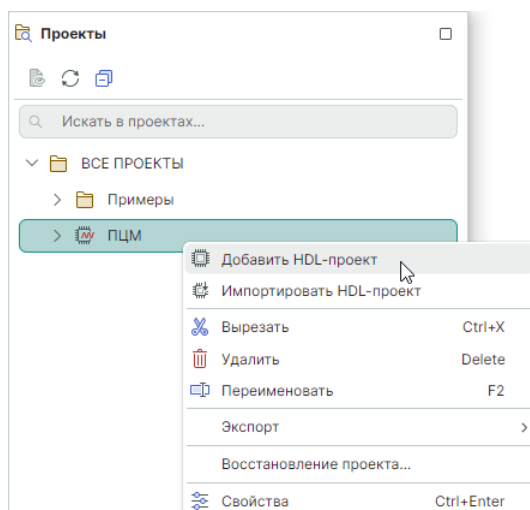 Проекты
Искать в проектах...
ВСЕ ПРОЕКТЫ
Примеры
ПЦМ
Добавить HDL-проект
Импортировать HDL-проект
Вырезать Ctrl+X
Удалить Delete
Переименовать F2
Экспорт
Восстановление проекта...
Свойства Ctrl+Enter